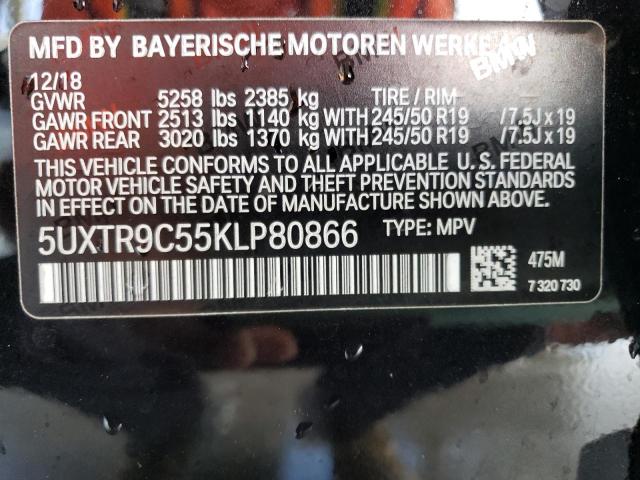 MFD BY BAYERISCHE MOTOREN WERKE AG
12/18
GVWR 5258 lbs 2385 kg TIRE / RIM
GAWR FRONT 2513 lbs 1140 kg WITH 245/50 R19 /7.5J x 19
GAWR REAR 3020 lbs 1370 kg WITH 245/50 R19 /7.5J x 19
THIS VEHICLE CONFORMS TO ALL APPLICABLE U. S. FEDERAL
MOTOR VEHICLE SAFETY AND THEFT PREVENTION STANDARDS
IN EFFECT ON THE DATE OF MANUFACTURE SHOWN ABOVE.
5UXTR9C55KLP80866 TYPE: MPV
475M
7 320 730
BMW